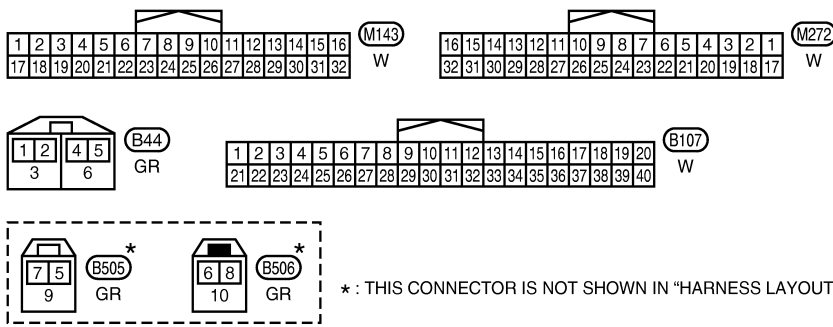 1 2 3 4 5 6 7 8 9 10 11 12 13 14 15 16
17 18 19 20 21 22 23 24 25 26 27 28 29 30 31 32
M143
W
16 15 14 13 12 11 10 9 8 7 6 5 4 3 2 1
32 31 30 29 28 27 26 25 24 23 22 21 20 19 18 17
M272
W
1 2 4 5
3 6
B44
GR
1 2 3 4 5 6 7 8 9 10 11 12 13 14 15 16 17 18 19 20
21 22 23 24 25 26 27 28 29 30 31 32 33 34 35 36 37 38 39 40
B107
W
7 5
9
B505 *
GR
6 8
10
B506 *
GR
* : THIS CONNECTOR IS NOT SHOWN IN “HARNESS LAYOUT